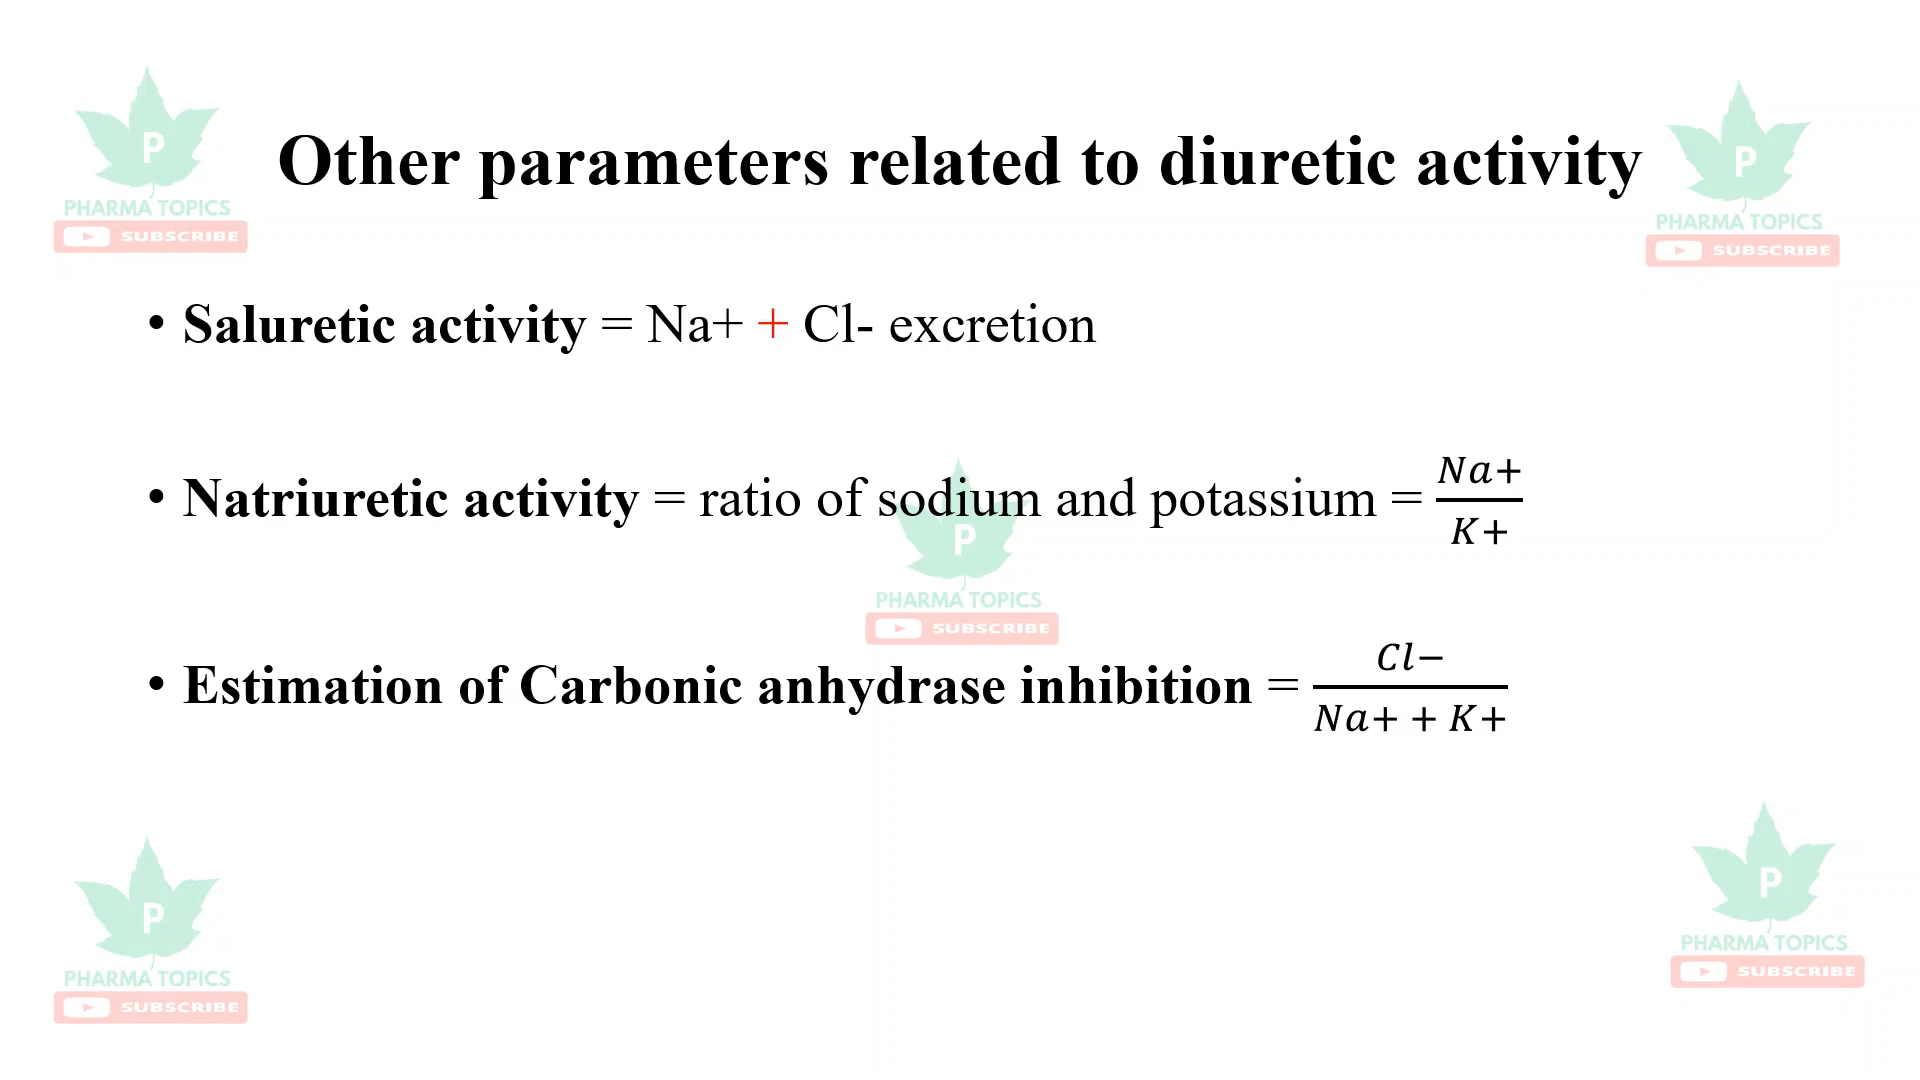 P
PHARMA TOPICS
SUBSCRIBE
P
PHARMA TOPICS
SUBSCRIBE
Other parameters related to diuretic activity
• Saluretic activity = Na+ + Cl- excretion
• Natriuretic activity = ratio of sodium and potassium = Na+ / K+
P
PHARMA TOPICS
SUBSCRIBE
• Estimation of Carbonic anhydrase inhibition = Cl− / Na+ + K+
P
PHARMA TOPICS
SUBSCRIBE
P
PHARMA TOPICS
SUBSCRIBE